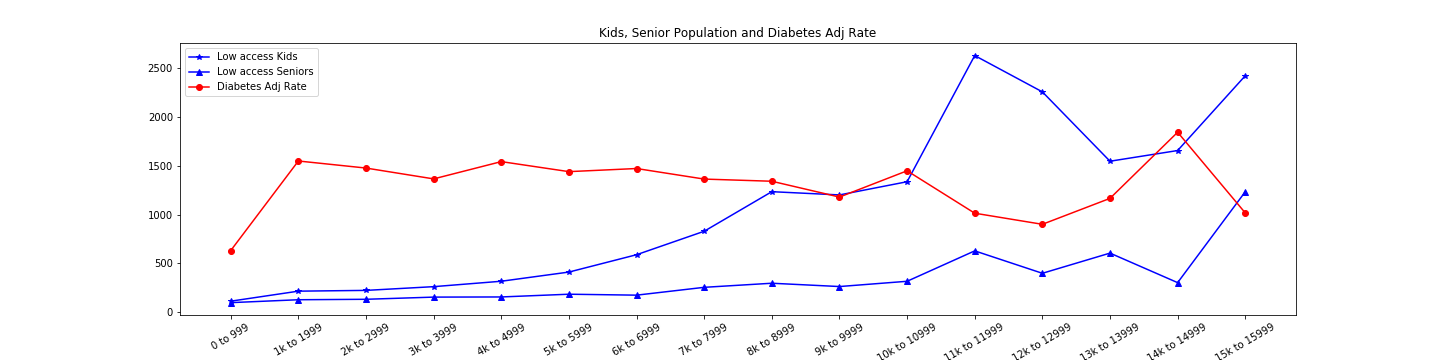 Kids, Senior Population and Diabetes Adj Rate
Low access Kids
Low access Seniors
Diabetes Adj Rate
2500
2000
1500
1000
500
0
0 to 999
1k to 1999
2k to 2999
3k to 3999
4k to 4999
5k to 5999
6k to 6999
7k to 7999
8k to 8999
9k to 9999
10k to 10999
11k to 11999
12k to 12999
13k to 13999
14k to 14999
15k to 15999